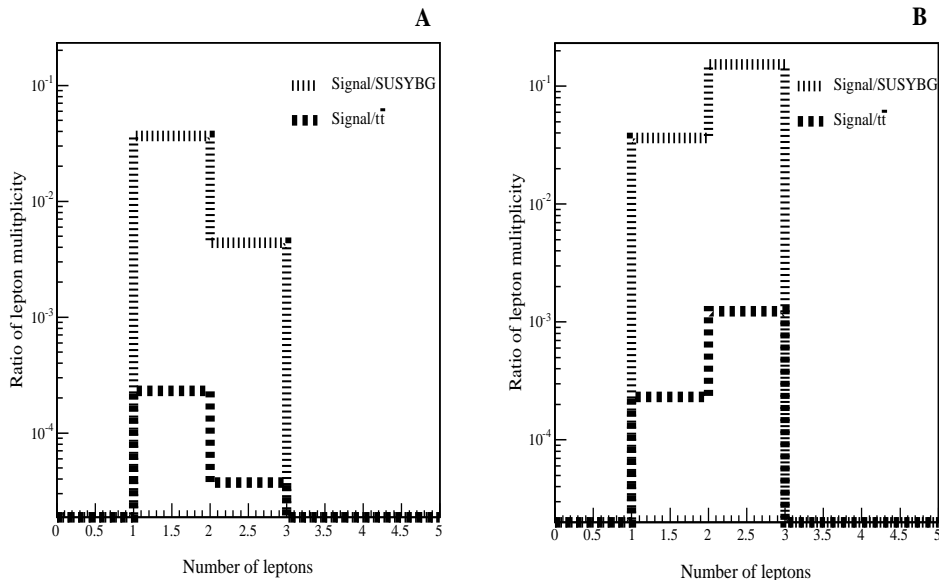 A
Ratio of lepton mulitplicity
10^-1
10^-2
10^-3
10^-4
Signal/SUSYBG
Signal/tt̄
0 0.5 1 1.5 2 2.5 3 3.5 4 4.5 5
Number of leptons
B
Ratio of lepton mulitplicity
10^-1
10^-2
10^-3
10^-4
Signal/SUSYBG
Signal/tt̄
0 0.5 1 1.5 2 2.5 3 3.5 4 4.5 5
Number of leptons